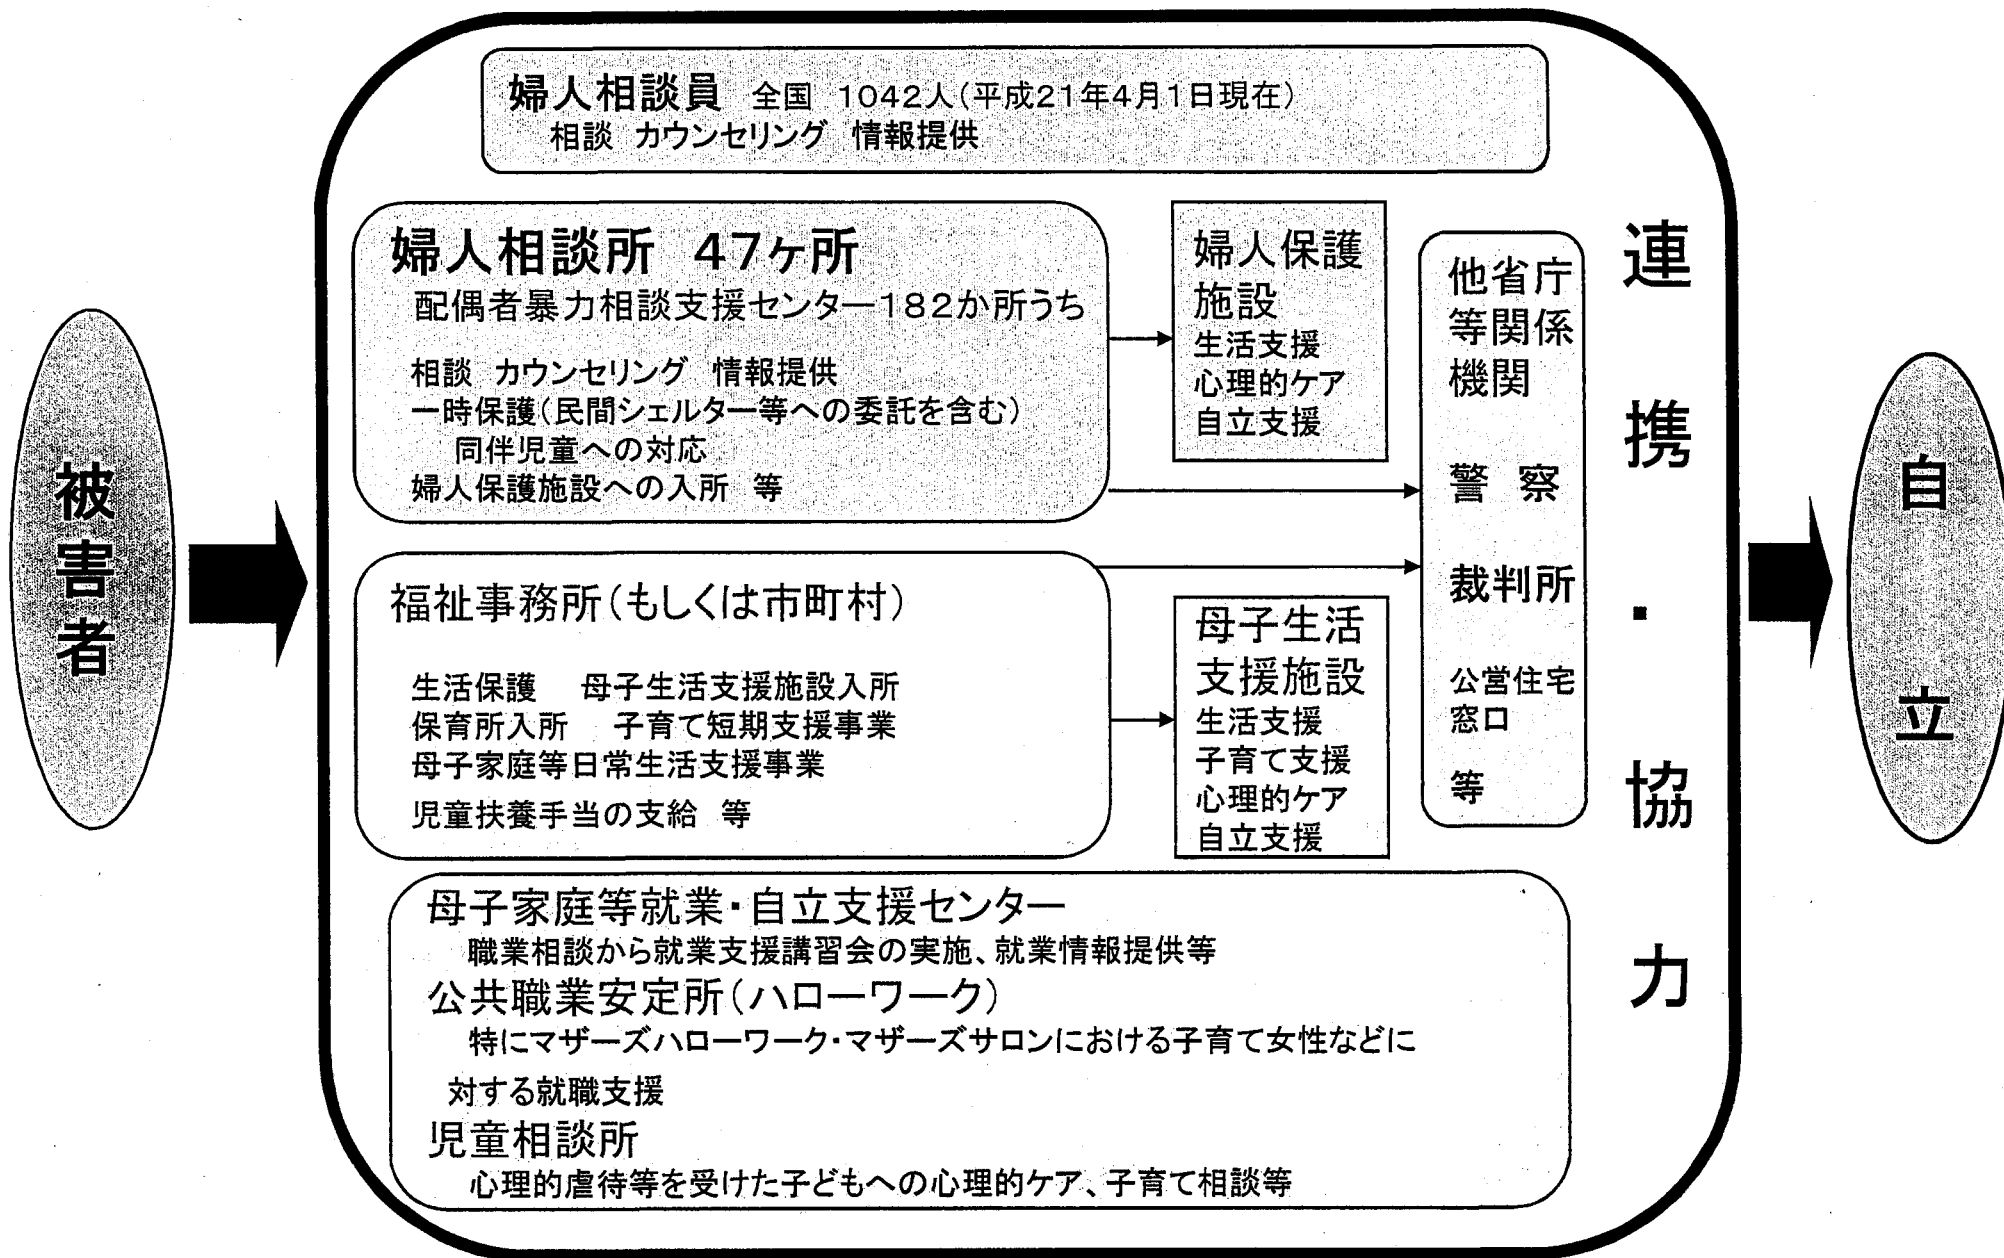 被害者
婦人相談員 全国 1042人(平成21年4月1日現在)
相談 カウンセリング 情報提供
婦人相談所 47ヶ所
配偶者暴力相談支援センター182か所うち
相談 カウンセリング 情報提供
一時保護(民間シェルター等への委託を含む)
同伴児童への対応
婦人保護施設への入所 等
婦人保護
施設
生活支援
心理的ケア
自立支援
福祉事務所(もしくは市町村)
生活保護 母子生活支援施設入所
保育所入所 子育て短期支援事業
母子家庭等日常生活支援事業
児童扶養手当の支給 等
母子生活
支援施設
生活支援
子育て支援
心理的ケア
自立支援
他省庁
等関係
機関
警 察
裁判所
公営住宅
窓口
等
母子家庭等就業・自立支援センター
職業相談から就業支援講習会の実施、就業情報提供等
公共職業安定所(ハローワーク)
特にマザーズハローワーク・マザーズサロンにおける子育て女性などに
対する就職支援
児童相談所
心理的虐待等を受けた子どもへの心理的ケア、子育て相談等
連携・協力
自立